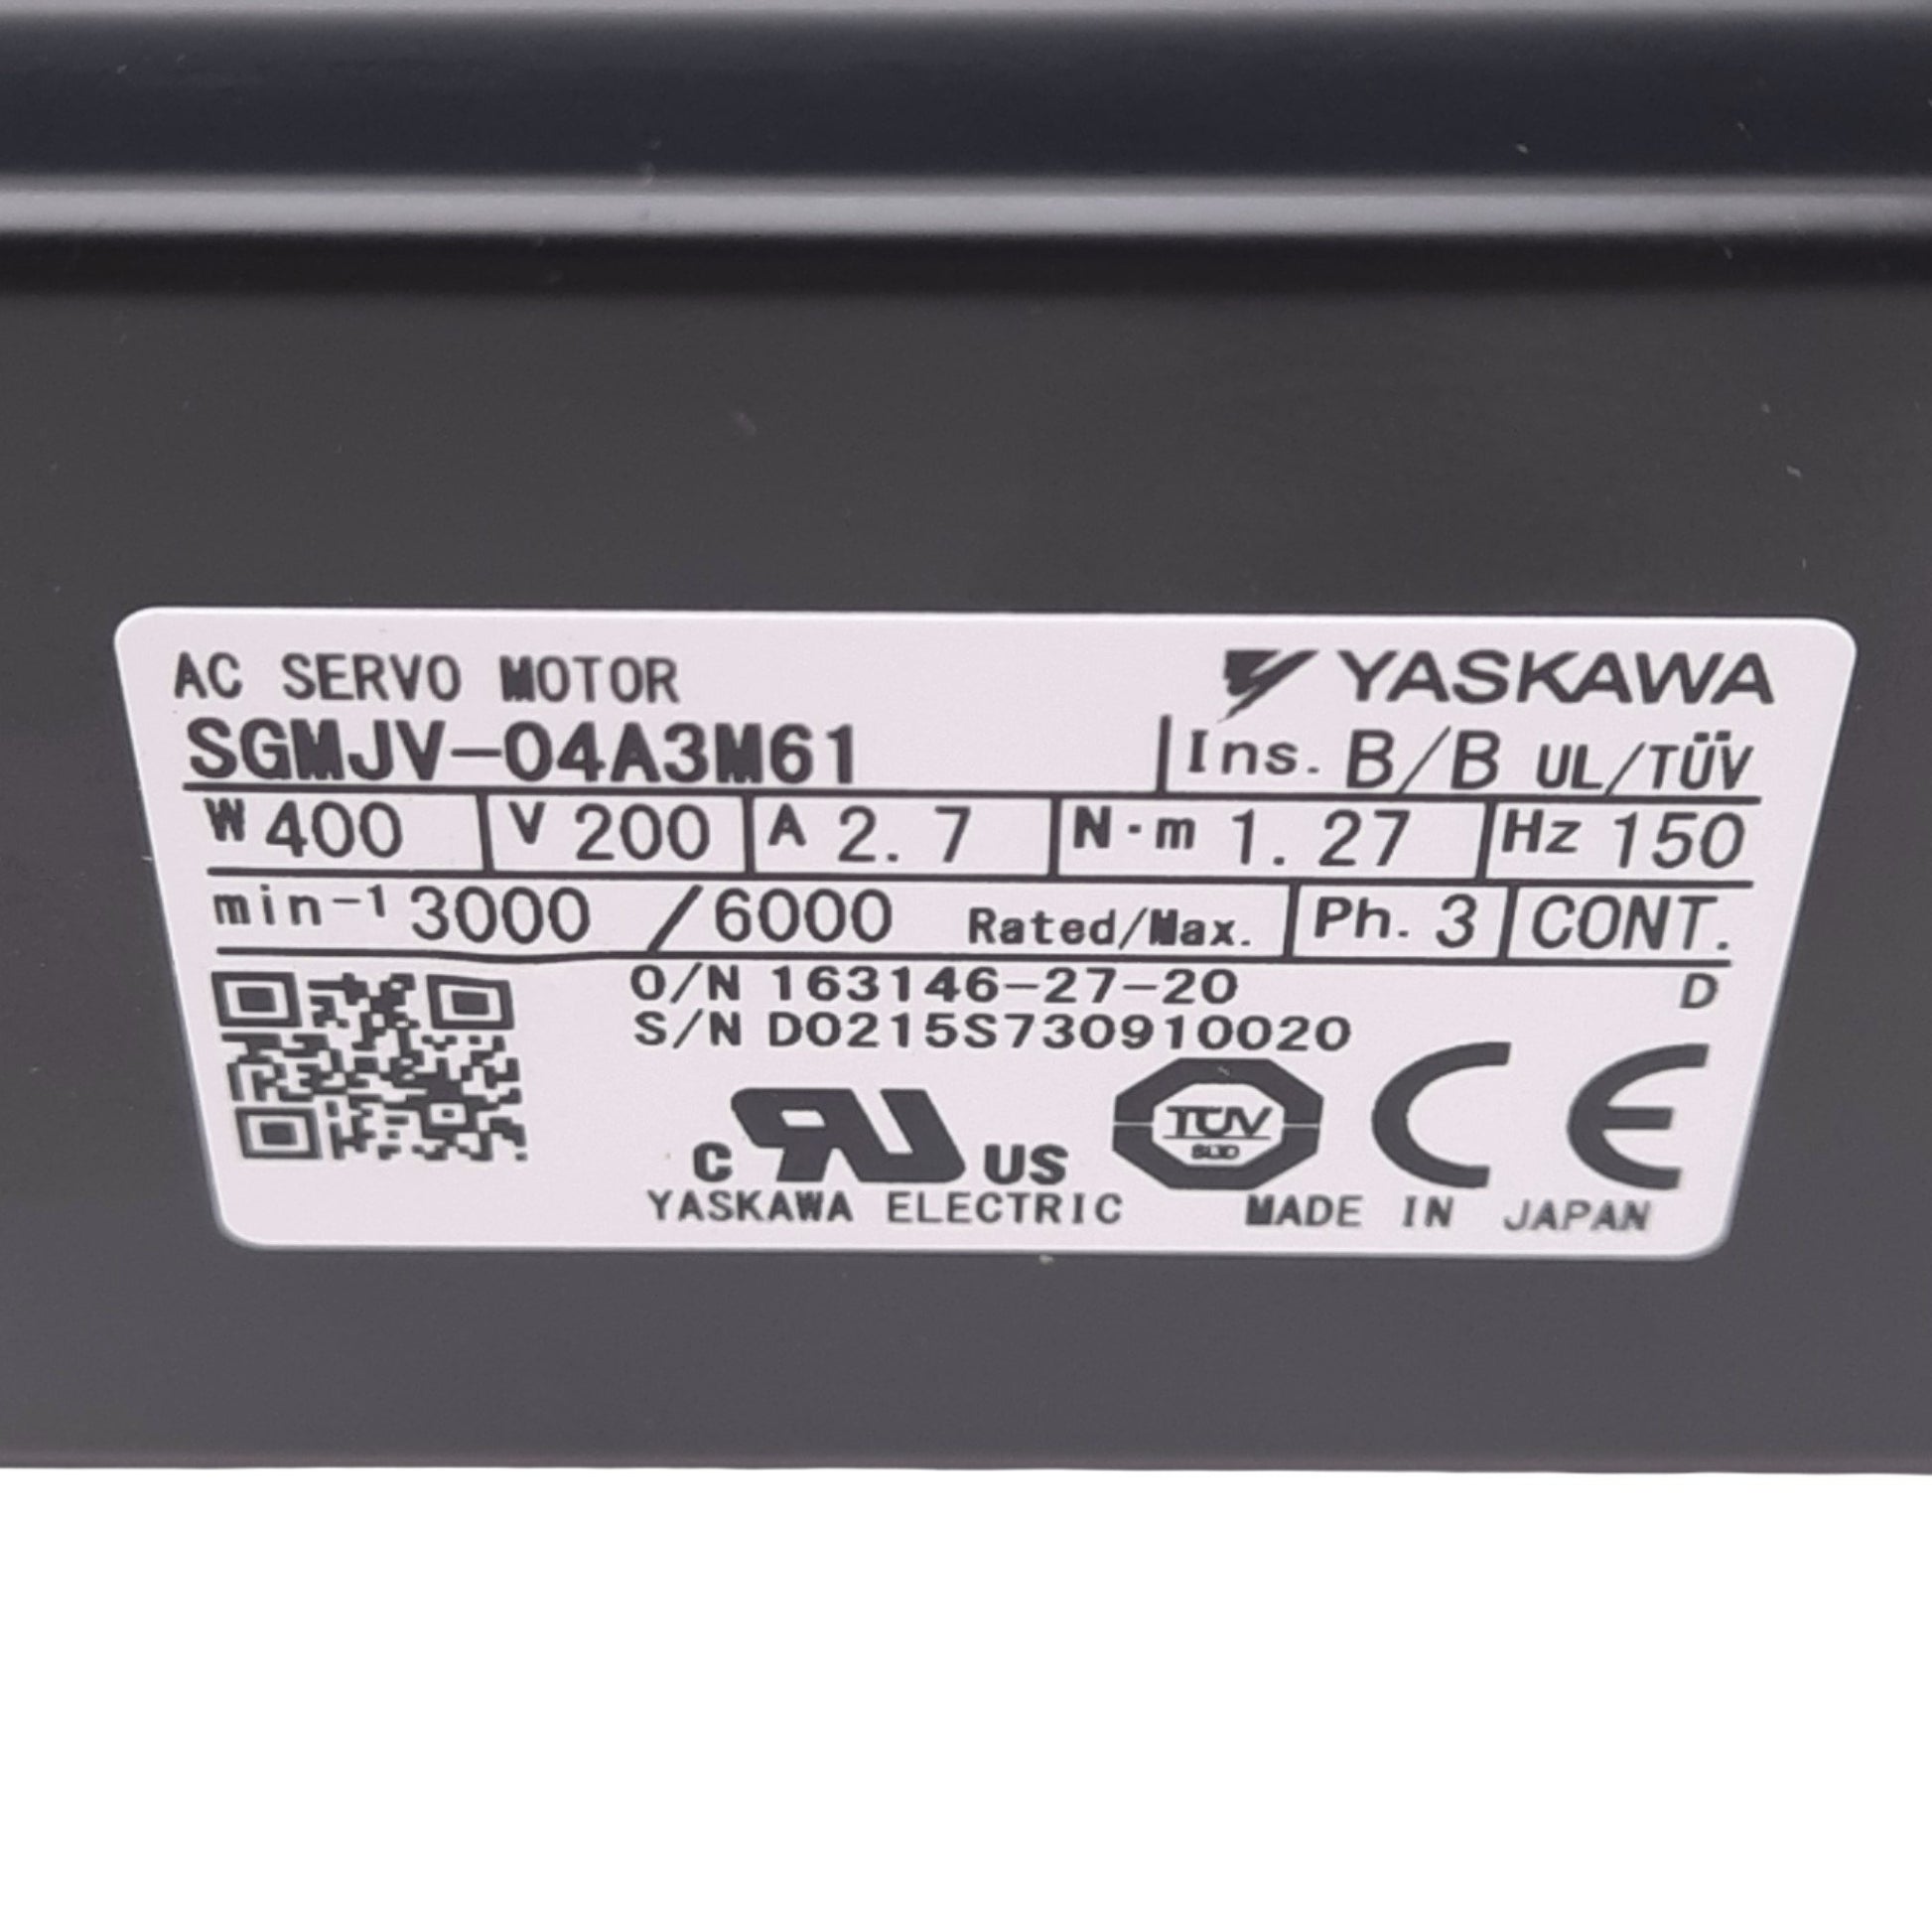 AC SERVO MOTOR YASKAWA
SGMJV-04A3M61 Ins. B/B UL/TÜV
W 400 V 200 A 2.7 N·m 1.27 Hz 150
min-1 3000 /6000 Rated/Max. Ph. 3 CONT.
O/N 163146-27-20 D
S/N D0215S730910020
C RU US TÜV SÜD CE
YASKAWA ELECTRIC MADE IN JAPAN